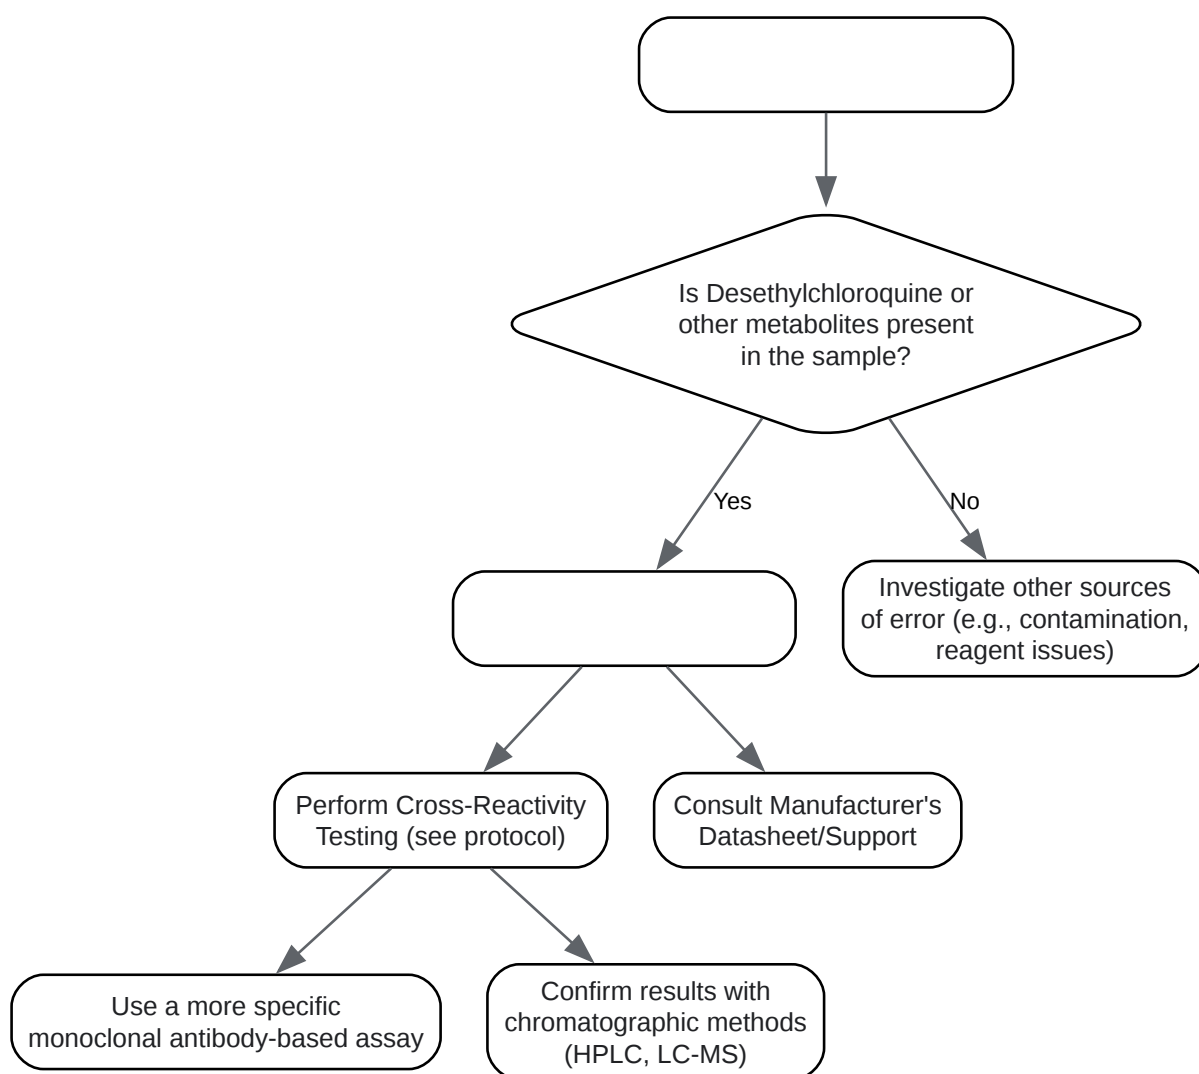 Is Desethylchloroquine or
other metabolites present
in the sample?
Yes
No
Investigate other sources
of error (e.g., contamination,
reagent issues)
Perform Cross-Reactivity
Testing (see protocol)
Consult Manufacturer's
Datasheet/Support
Use a more specific
monoclonal antibody-based assay
Confirm results with
chromatographic methods
(HPLC, LC-MS)